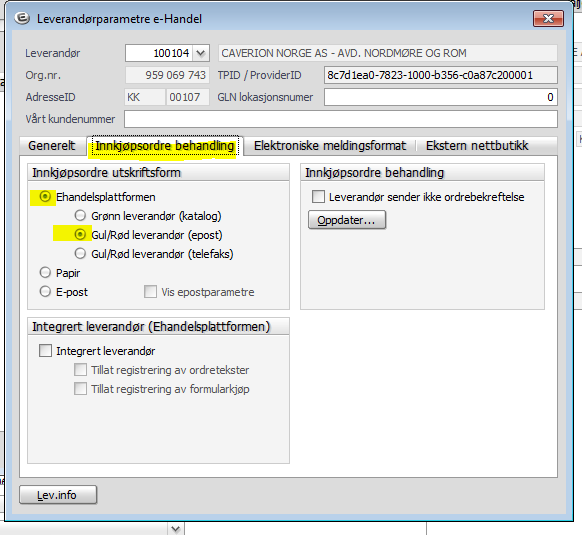 Leverandørparametre e-Handel
Leverandør 100104 CAVERION NORGE AS - AVD. NORDMØRE OG ROM
Org.nr. 959 069 743 TPID / ProviderID 8c7d1ea0-7823-1000-b356-c0a87c200001
AdresseID KK 00107 GLN lokasjonsnumer 0
Vårt kundenummer
Generelt Innkjøpsordre behandling Elektroniske meldingsformat Ekstern nettbutikk
Innkjøpsordre utskriftsform
Ehandelsplattformen
Grønn leverandør (katalog)
Gul/Rød leverandør (epost)
Gul/Rød leverandør (telefaks)
Papir
E-post Vis epostparametre
Innkjøpsordre behandling
Leverandør sender ikke ordrebekreftelse
Oppdater...
Integrert leverandør (Ehandelsplattformen)
Integrert leverandør
Tillat registrering av ordretekster
Tillat registrering av formularkjøp
Lev.info